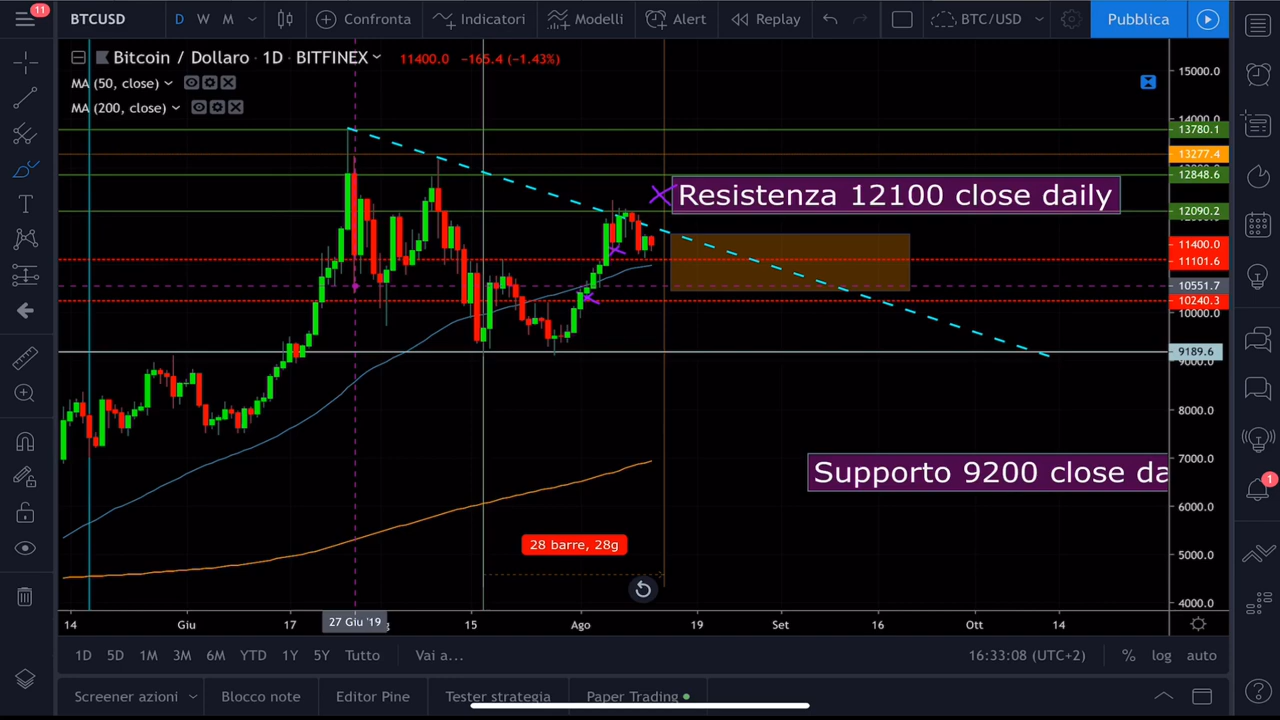 11
BTCUSD
D W M
Confronta
Indicatori
Modelli
Alert
Replay
BTC/USD
Pubblica
Bitcoin / Dollaro · 1D · BITFINEX
11400.0 -165.4 (-1.43%)
MA (50, close)
MA (200, close)
Resistenza 12100 close daily
Supporto 9200 close da
28 barre, 28g
15000.0
14000.0
13780.1
13277.4
12848.6
12090.2
11400.0
11101.6
10551.7
10240.3
10000.0
9189.6
9000.0
8000.0
7000.0
6000.0
5000.0
4000.0
1
14 Giu 17 27 Giu '19 15 Ago 19 Set 16 Ott 14
1D 5D 1M 3M 6M YTD 1Y 5Y Tutto Vai a...
16:33:08 (UTC+2) % log auto
Screener azioni Blocco note Editor Pine Tester strategia Paper Trading